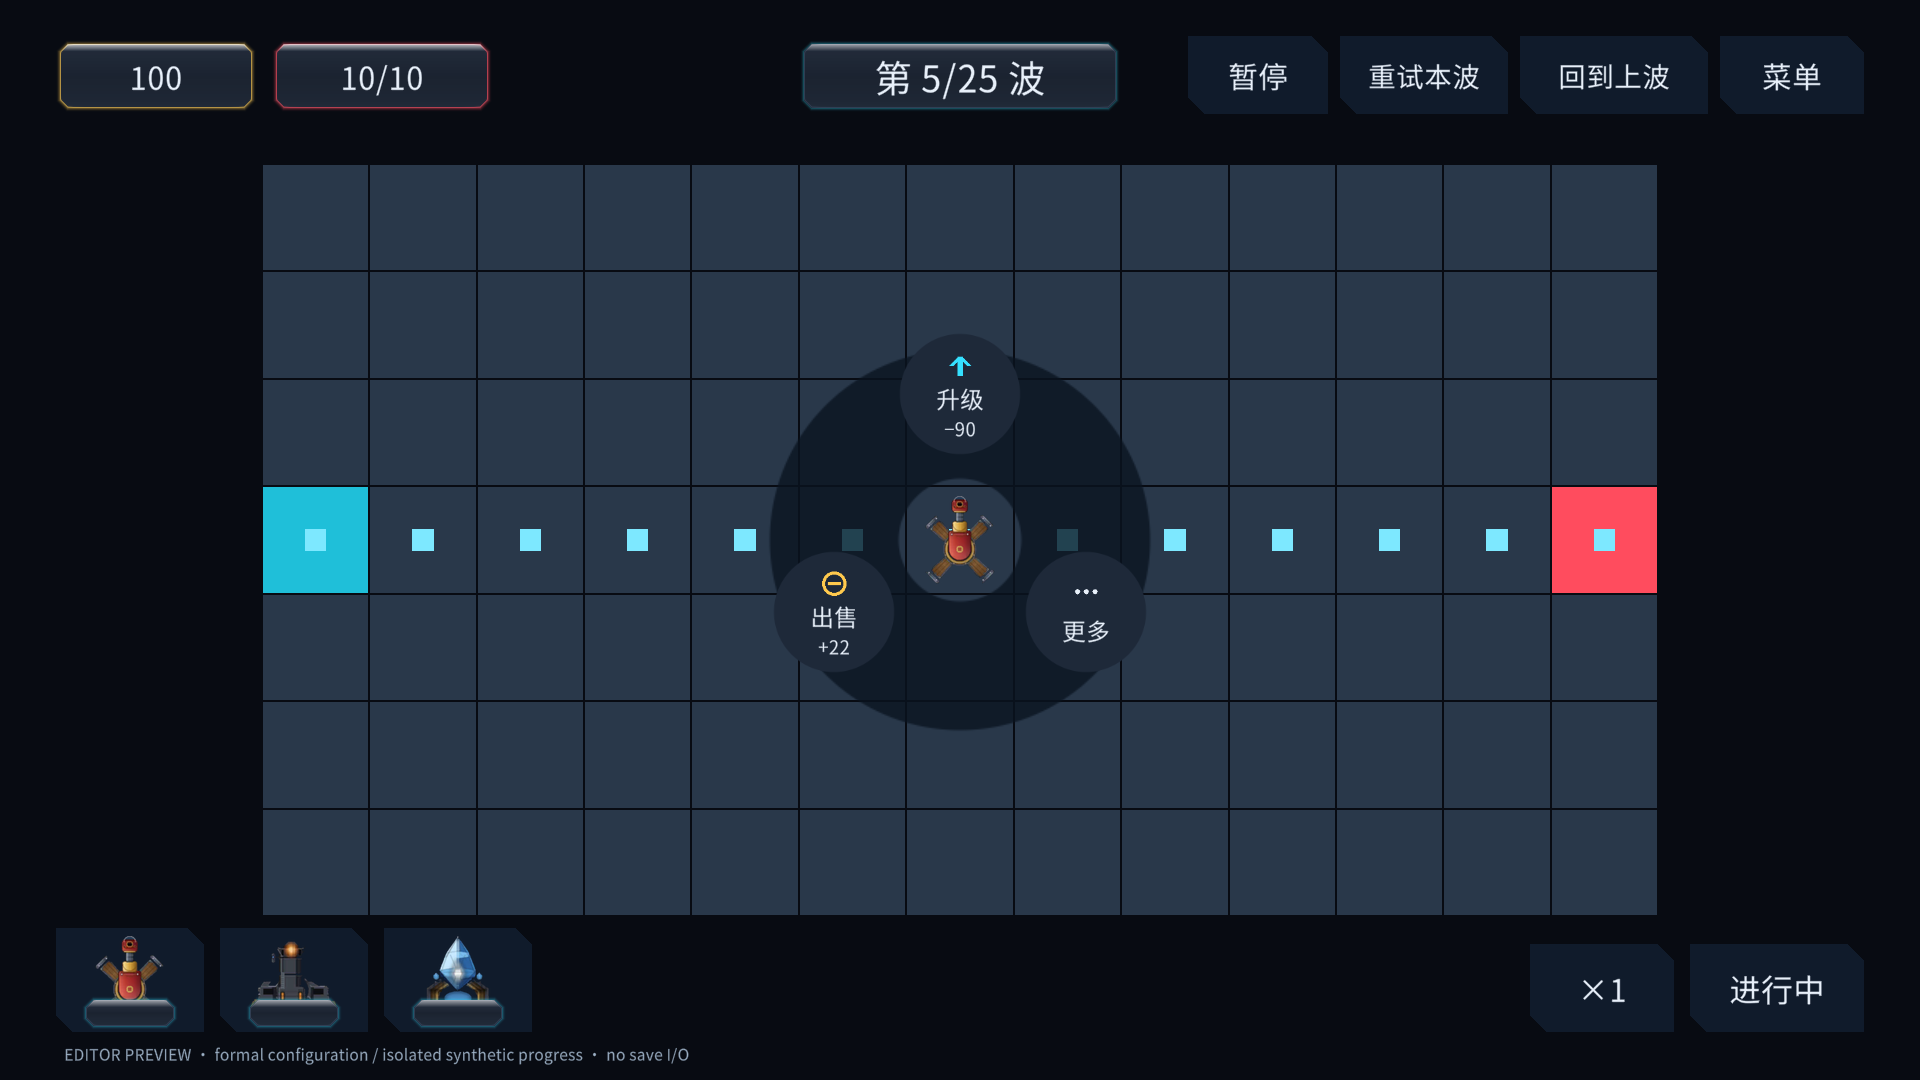 100
10/10
第 5/25 波
暂停
重试本波
回到上波
菜单
升级
−90
出售
+22
更多
×1
进行中
EDITOR PREVIEW · formal configuration / isolated synthetic progress · no save I/O